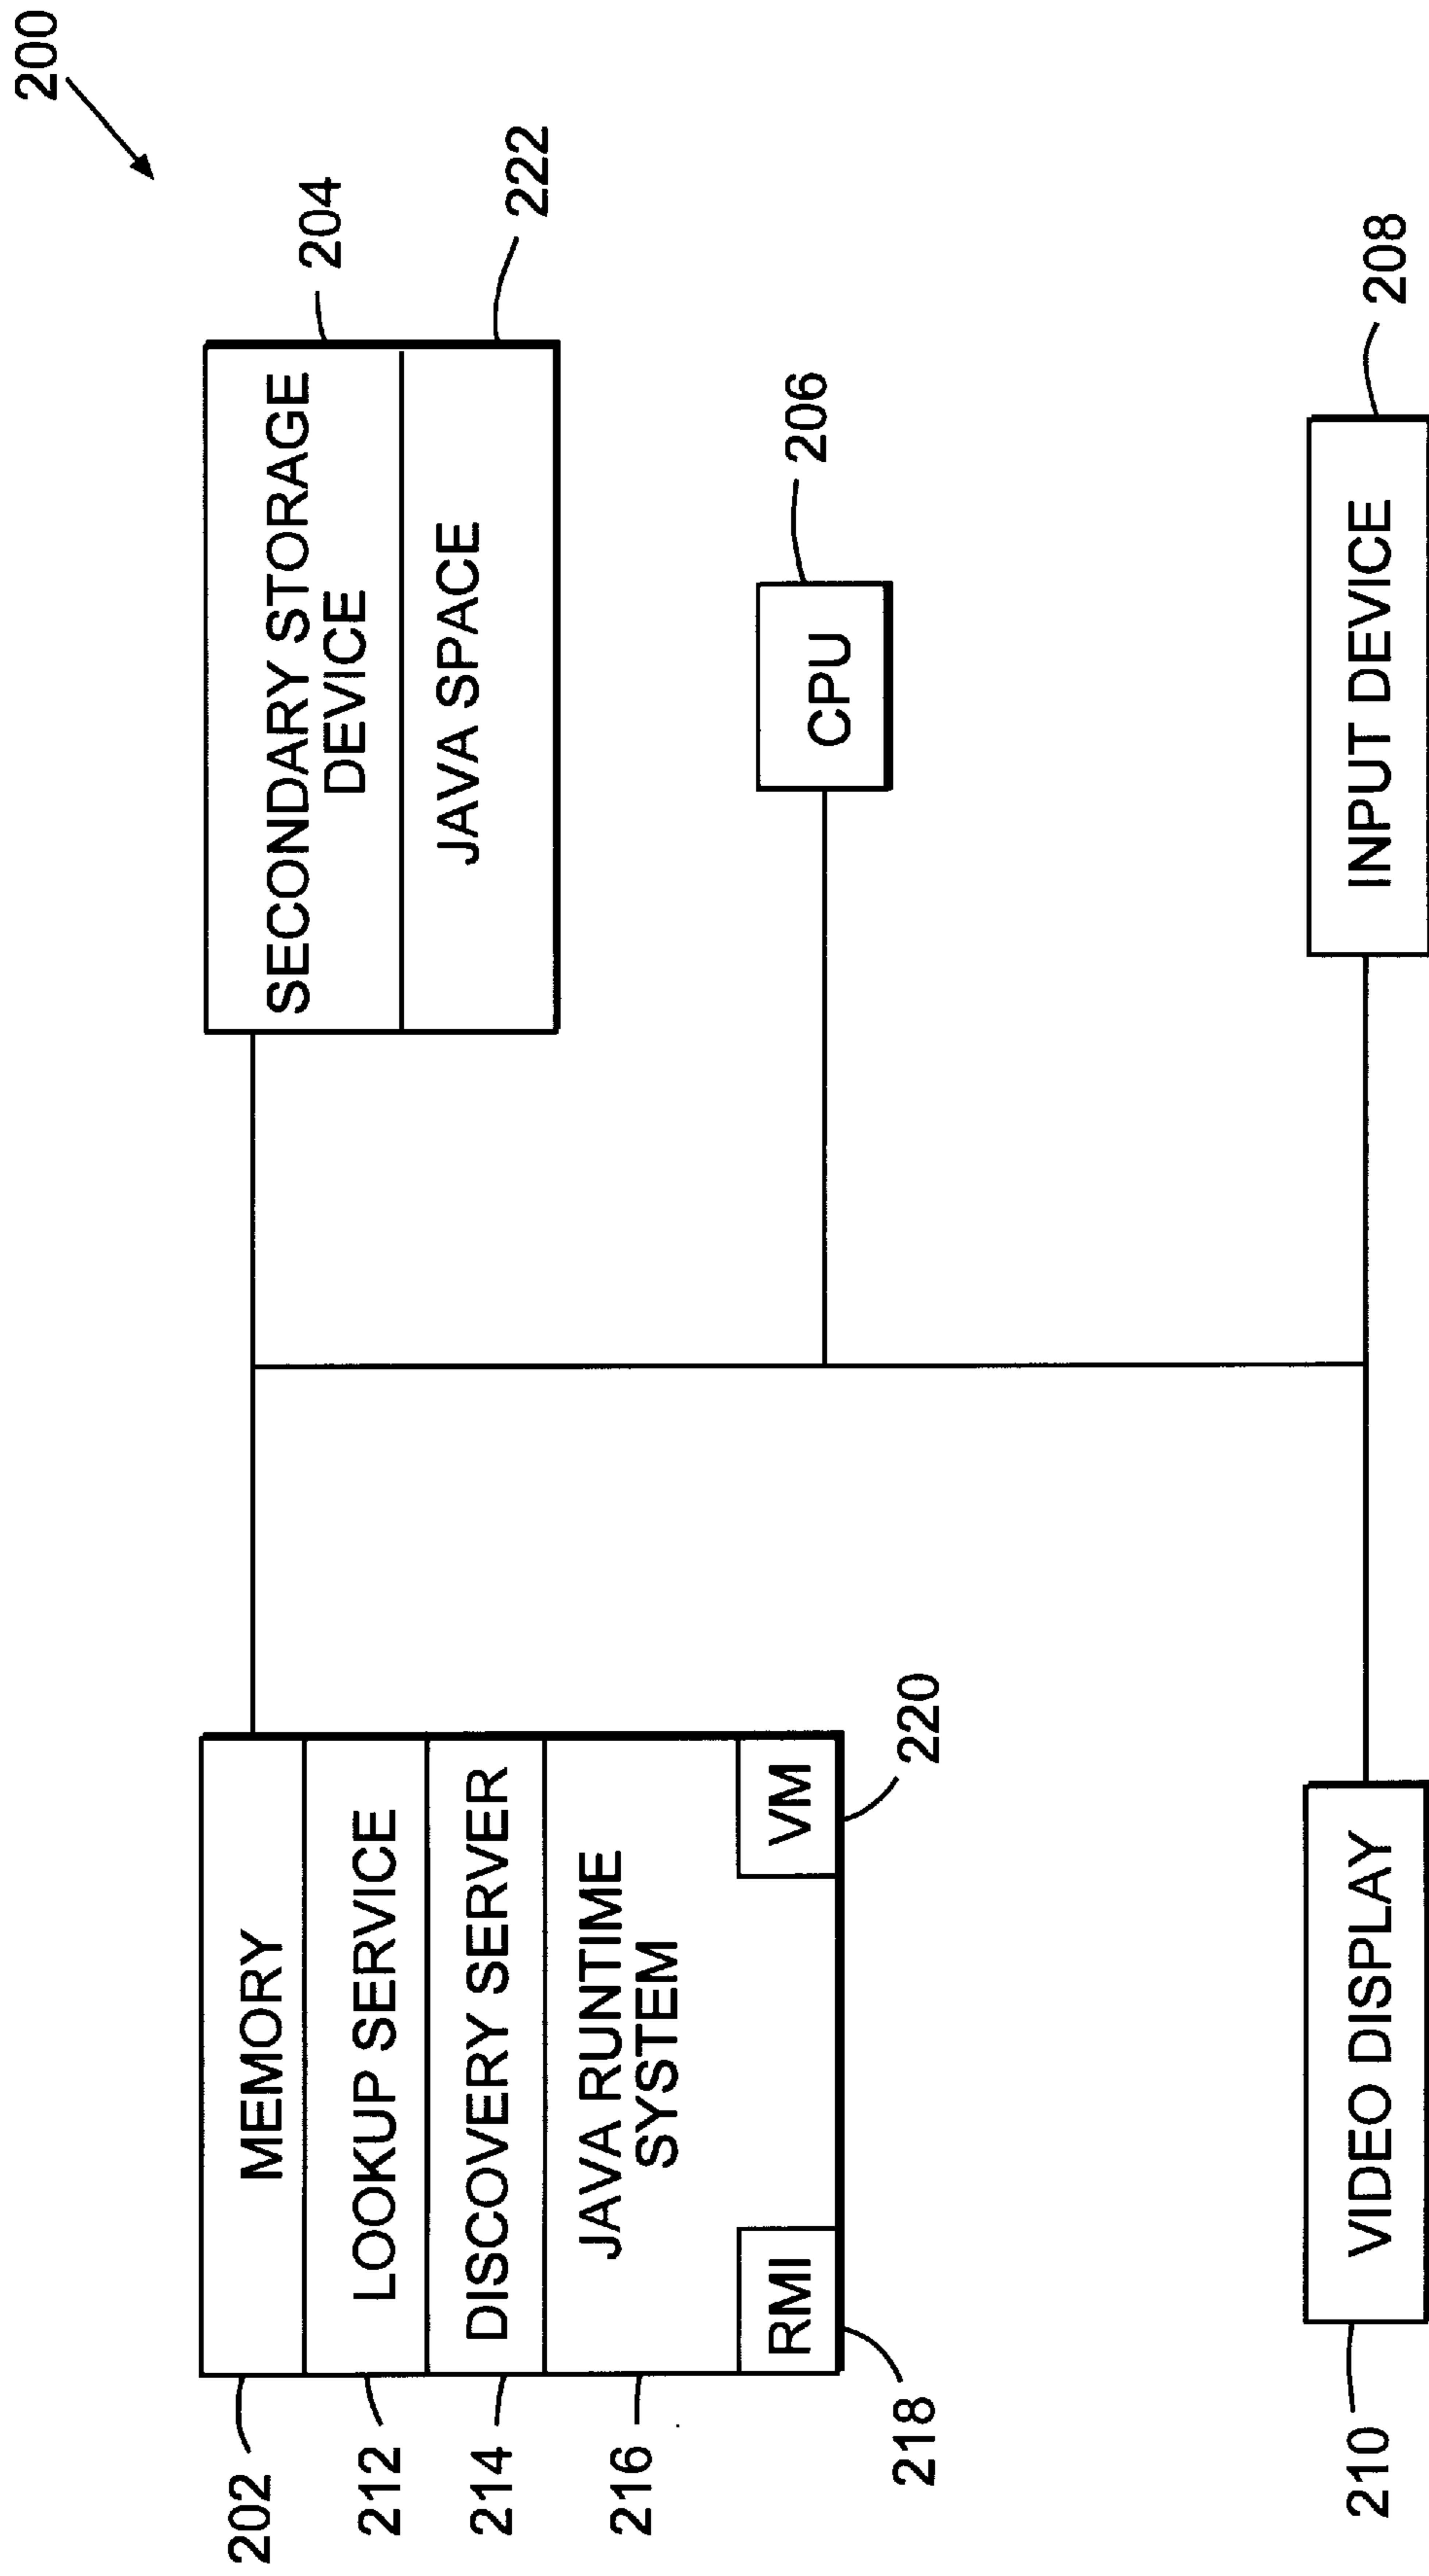 200
202
MEMORY
212
LOOKUP SERVICE
214
DISCOVERY SERVER
216
JAVA RUNTIME
SYSTEM
RMI
VM
218
220
SECONDARY STORAGE
DEVICE
204
JAVA SPACE
222
CPU
206
210
VIDEO DISPLAY
INPUT DEVICE
208